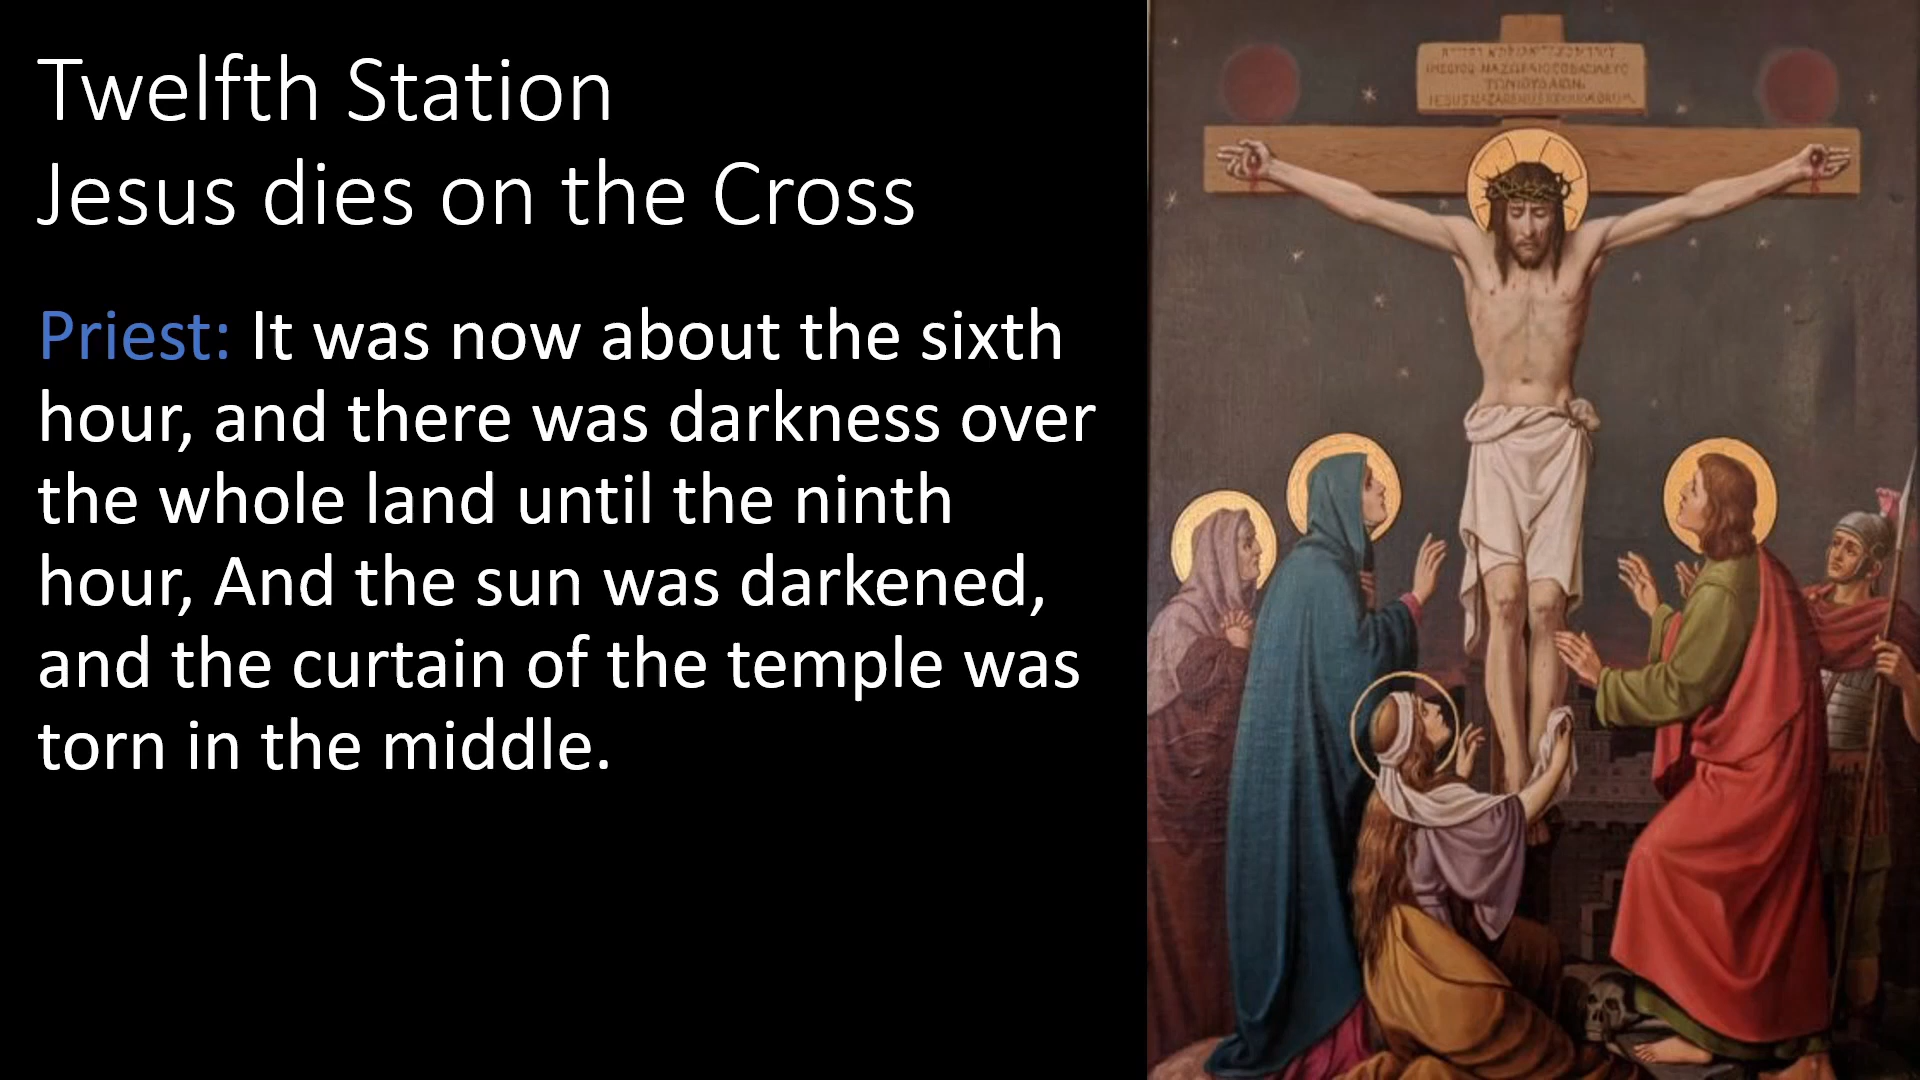 Twelfth Station
Jesus dies on the Cross
Priest: It was now about the sixth
hour, and there was darkness over
the whole land until the ninth
hour, And the sun was darkened,
and the curtain of the temple was
torn in the middle.